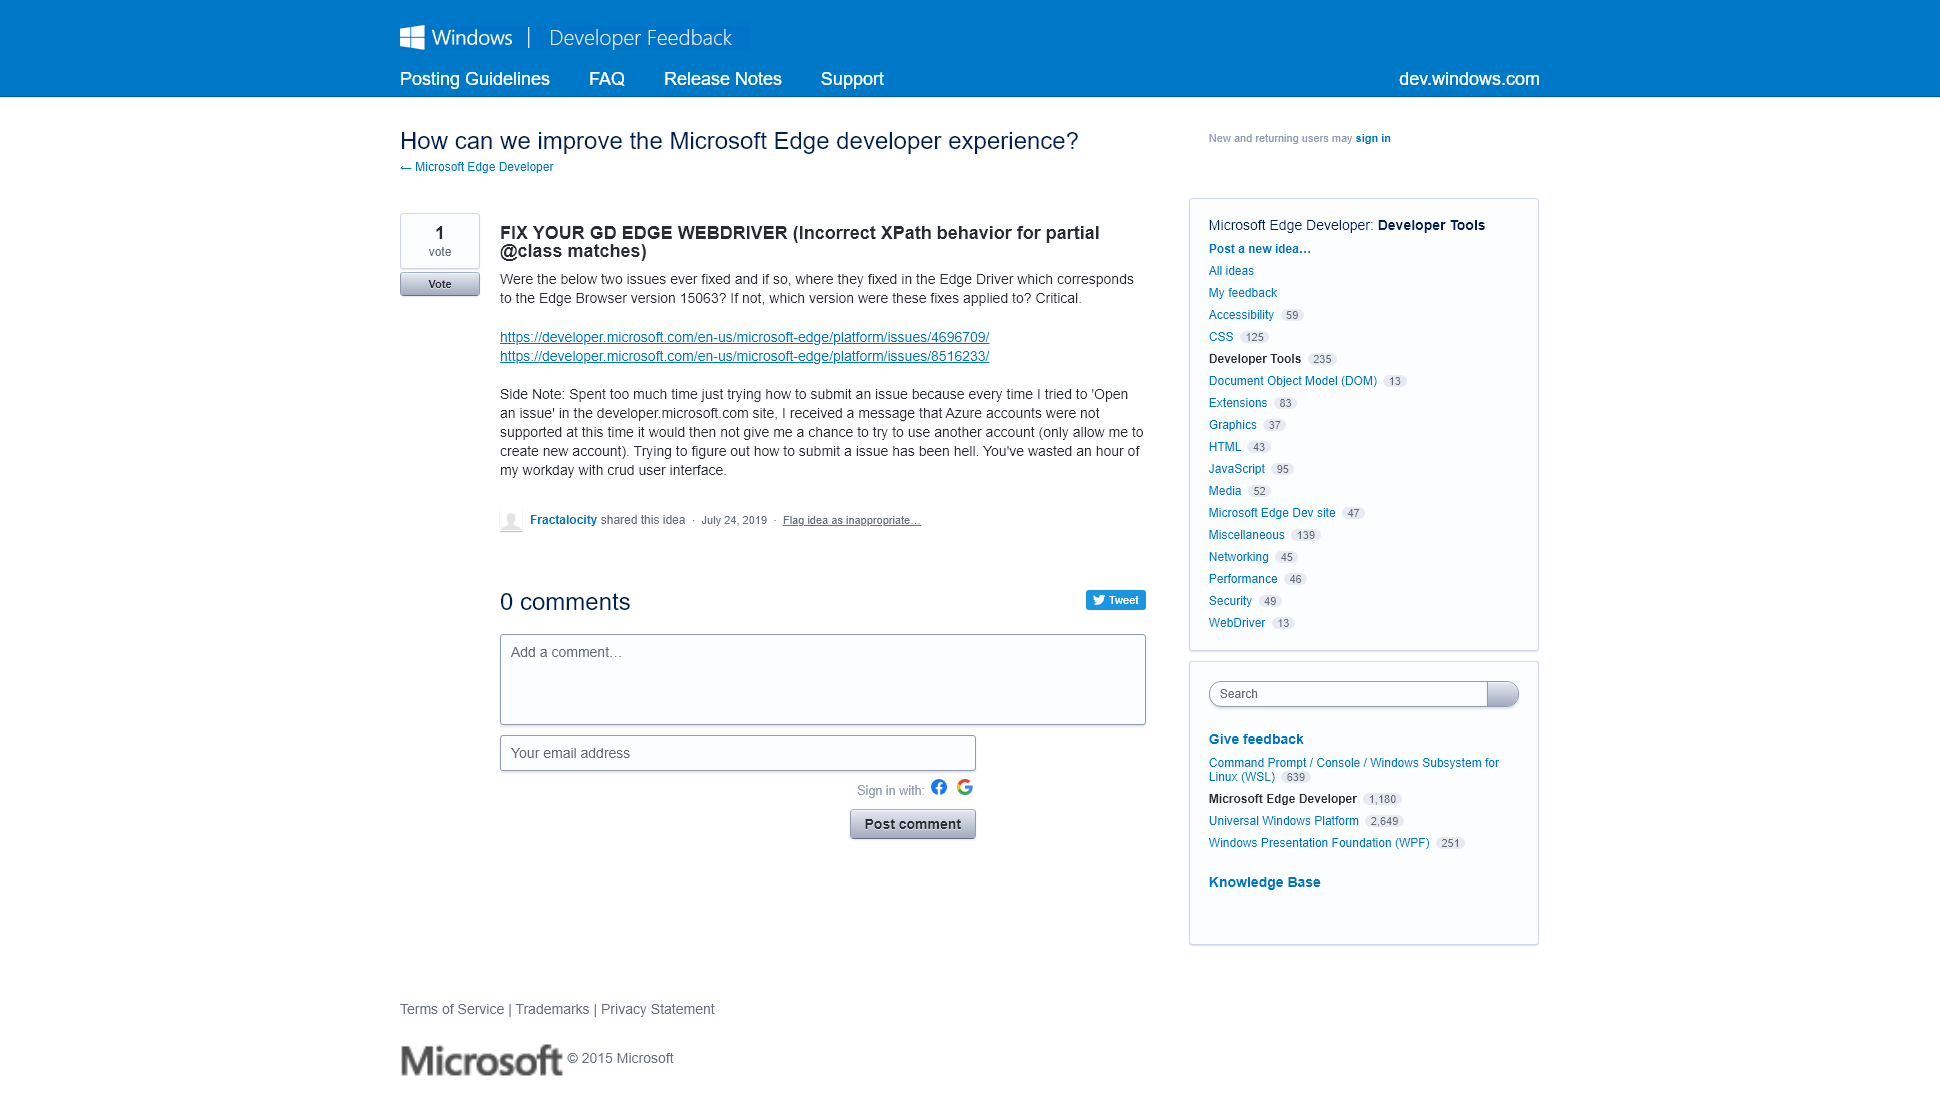 Windows | Developer Feedback
Posting Guidelines FAQ Release Notes Support dev.windows.com
How can we improve the Microsoft Edge developer experience?
← Microsoft Edge Developer
New and returning users may sign in
1
vote
Vote
FIX YOUR GD EDGE WEBDRIVER (Incorrect XPath behavior for partial
@class matches)
Were the below two issues ever fixed and if so, where they fixed in the Edge Driver which corresponds
to the Edge Browser version 15063? If not, which version were these fixes applied to? Critical.
https://developer.microsoft.com/en-us/microsoft-edge/platform/issues/4696709/
https://developer.microsoft.com/en-us/microsoft-edge/platform/issues/8516233/
Side Note: Spent too much time just trying how to submit an issue because every time I tried to 'Open
an issue' in the developer.microsoft.com site, I received a message that Azure accounts were not
supported at this time it would then not give me a chance to try to use another account (only allow me to
create new account). Trying to figure out how to submit a issue has been hell. You've wasted an hour of
my workday with crud user interface.
Fractalocity shared this idea · July 24, 2019 · Flag idea as inappropriate…
0 comments
Tweet
Add a comment…
Your email address
Sign in with:
Post comment
Microsoft Edge Developer: Developer Tools
Post a new idea…
All ideas
My feedback
Accessibility 59
CSS 125
Developer Tools 235
Document Object Model (DOM) 13
Extensions 83
Graphics 37
HTML 43
JavaScript 95
Media 52
Microsoft Edge Dev site 47
Miscellaneous 139
Networking 45
Performance 46
Security 49
WebDriver 13
Search
Give feedback
Command Prompt / Console / Windows Subsystem for
Linux (WSL) 639
Microsoft Edge Developer 1,180
Universal Windows Platform 2,649
Windows Presentation Foundation (WPF) 251
Knowledge Base
Terms of Service | Trademarks | Privacy Statement
Microsoft © 2015 Microsoft